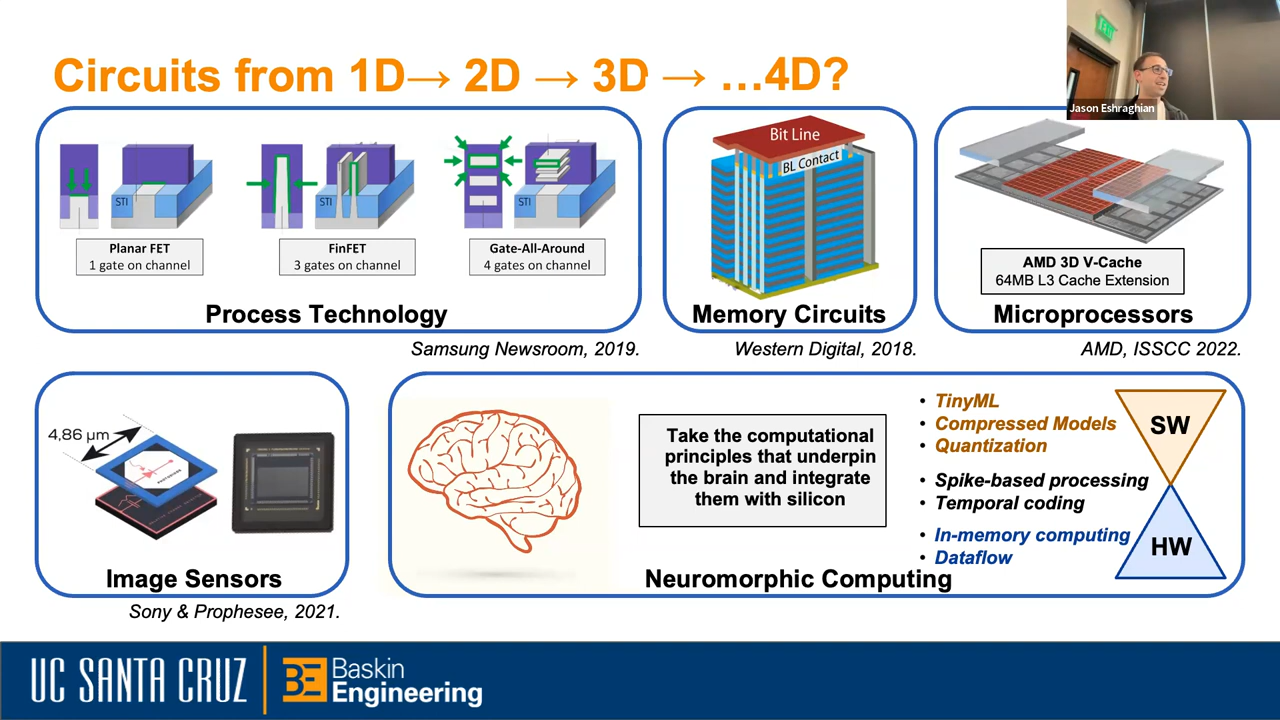 Circuits from 1D→ 2D → 3D → ...4D?
EXIT
Jason Eshraghian
STI
STI
STI
Planar FET
1 gate on channel
FinFET
3 gates on channel
Gate-All-Around
4 gates on channel
Process Technology
Samsung Newsroom, 2019.
Bit Line
BL Contact
Memory Circuits
Western Digital, 2018.
AMD 3D V-Cache
64MB L3 Cache Extension
Microprocessors
AMD, ISSCC 2022.
4,86 µm
Image Sensors
Sony & Prophesee, 2021.
Take the computational
principles that underpin
the brain and integrate
them with silicon
• TinyML
• Compressed Models
• Quantization
• Spike-based processing
• Temporal coding
• In-memory computing
• Dataflow
SW
HW
Neuromorphic Computing
UC SANTA CRUZ
BE
Baskin
Engineering